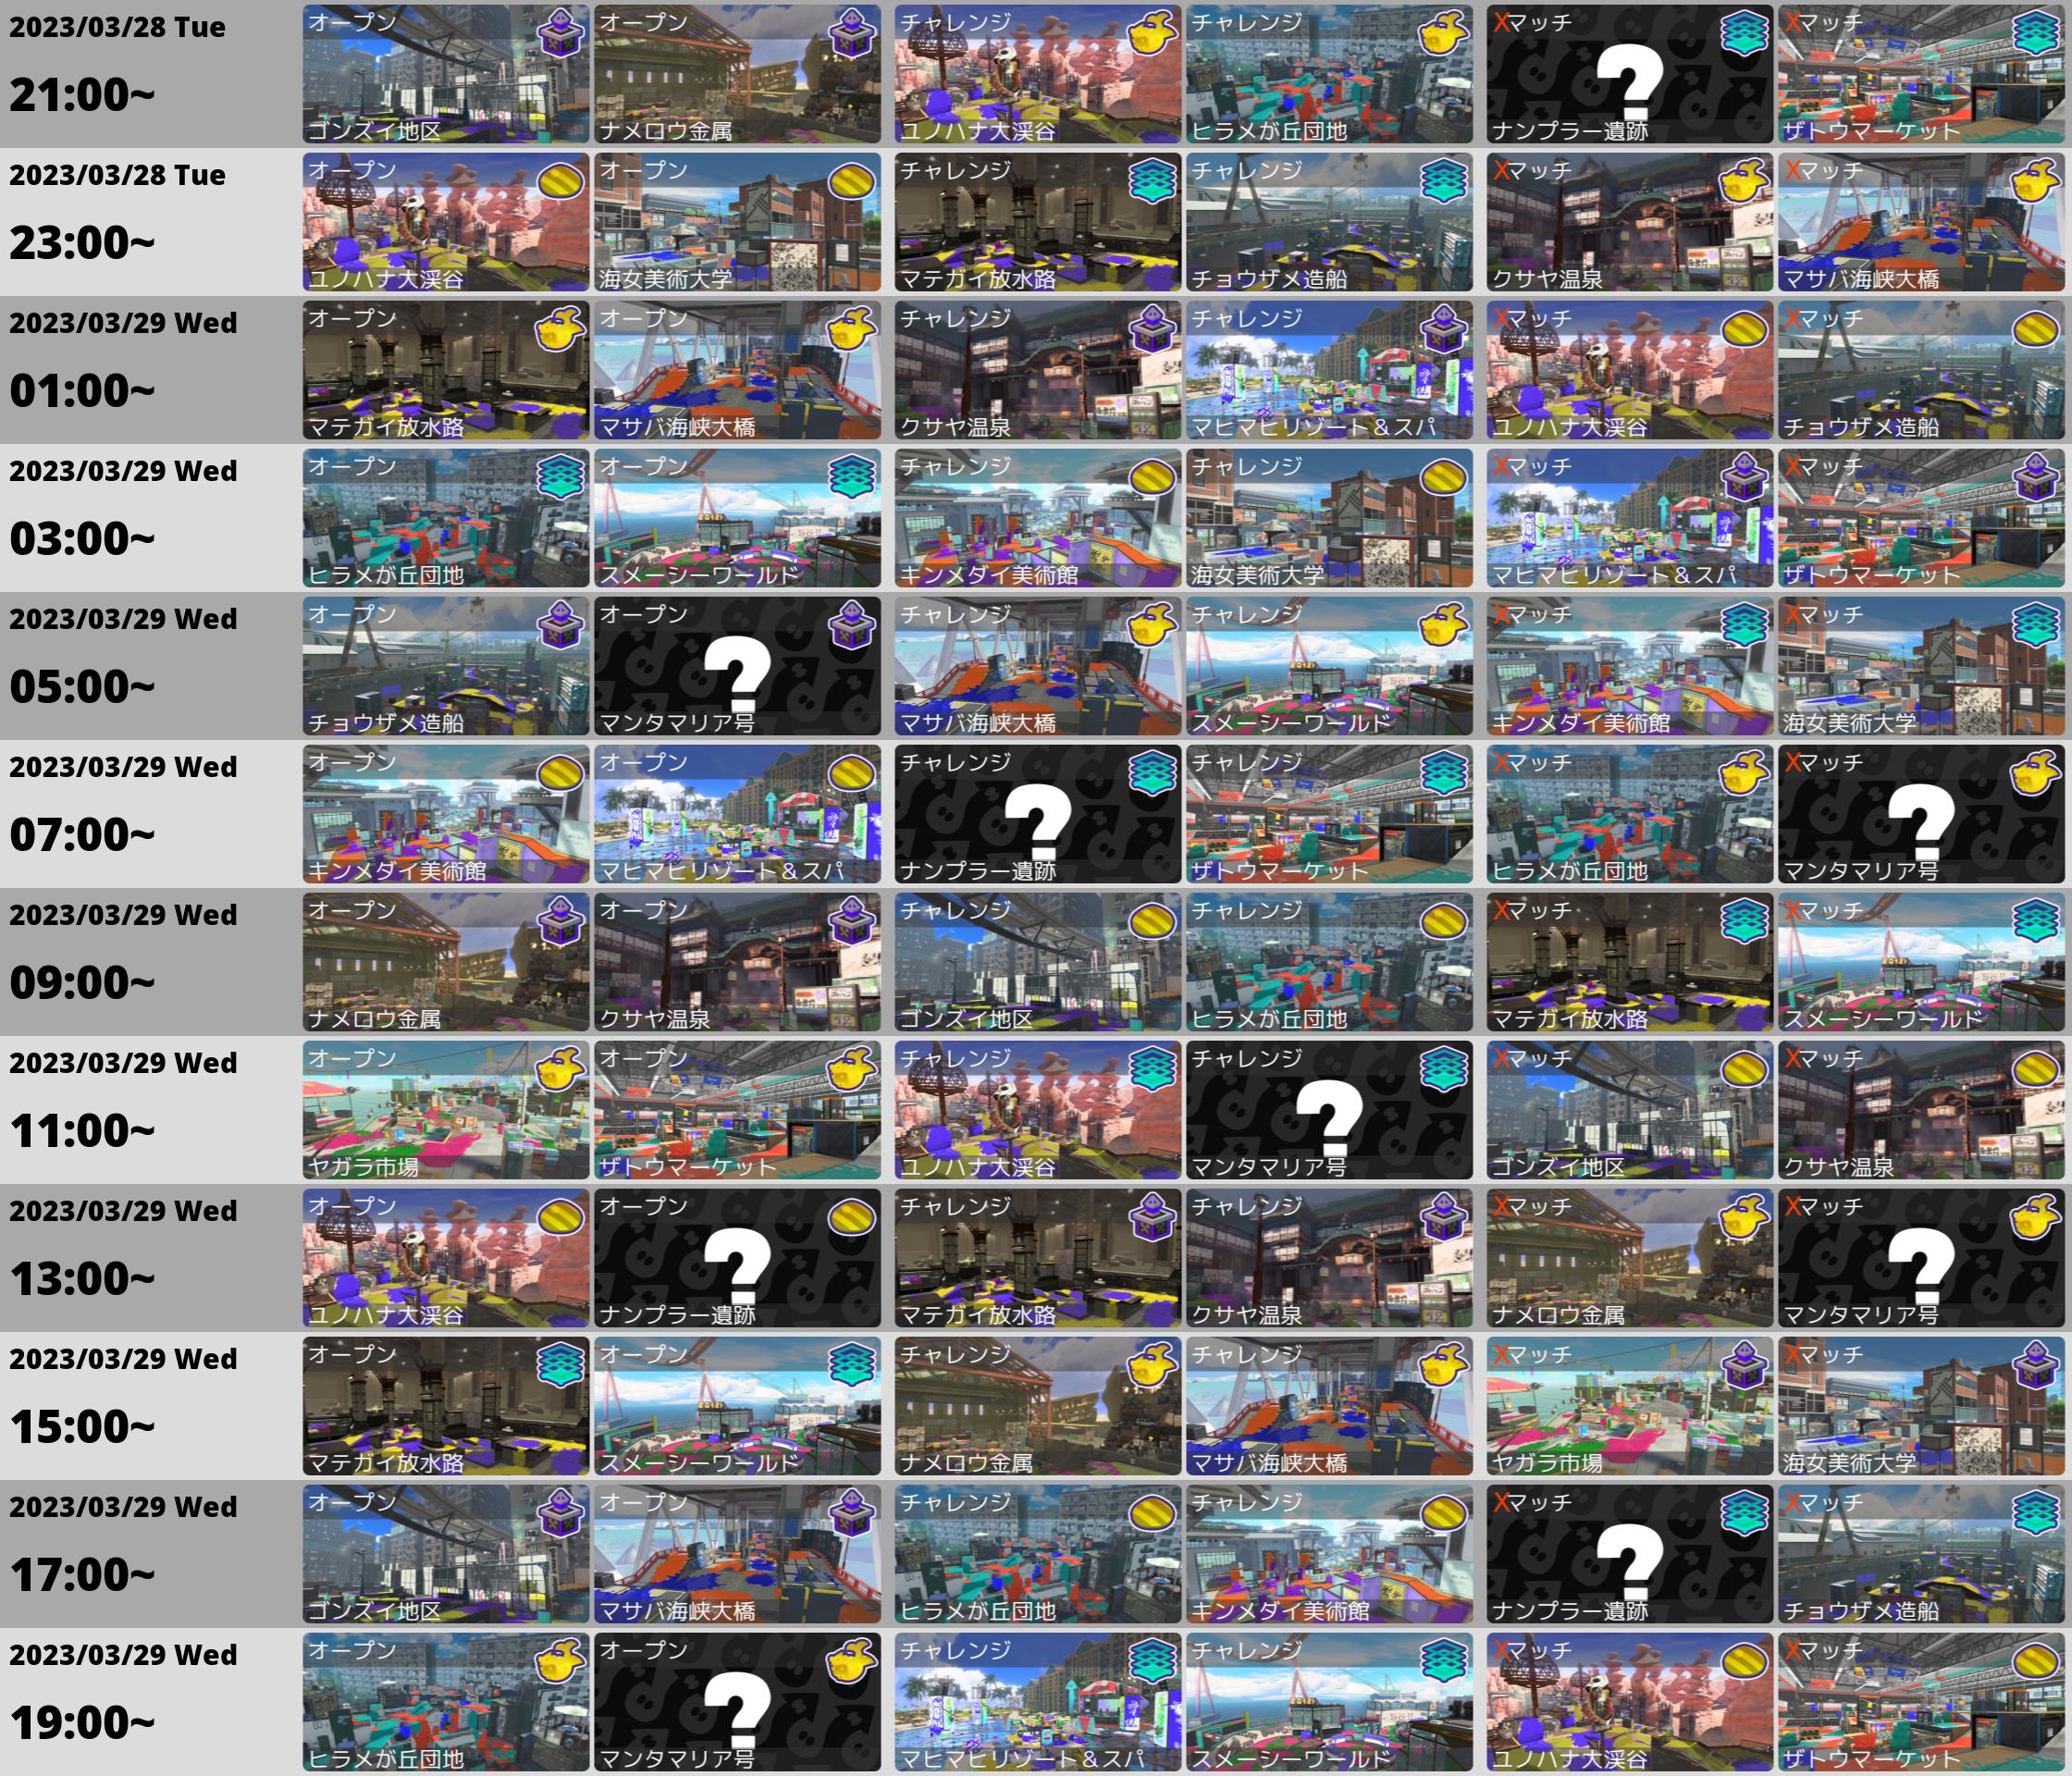 2023/03/28 Tue
21:00~
オープン
ゴンズイ地区
オープン
ナメロウ金属
チャレンジ
ユノハナ大渓谷
チャレンジ
ヒラメが丘団地
Xマッチ
ナンプラー遺跡
Xマッチ
ザトウマーケット
2023/03/28 Tue
23:00~
オープン
ユノハナ大渓谷
オープン
海女美術大学
チャレンジ
マテガイ放水路
チャレンジ
チョウザメ造船
Xマッチ
クサヤ温泉
Xマッチ
マサバ海峡大橋
2023/03/29 Wed
01:00~
オープン
マテガイ放水路
オープン
マサバ海峡大橋
チャレンジ
クサヤ温泉
チャレンジ
マヒマヒリゾート＆スパ
Xマッチ
ユノハナ大渓谷
Xマッチ
チョウザメ造船
2023/03/29 Wed
03:00~
オープン
ヒラメが丘団地
オープン
スメーシーワールド
チャレンジ
キンメダイ美術館
チャレンジ
海女美術大学
Xマッチ
マヒマヒリゾート＆スパ
Xマッチ
ザトウマーケット
2023/03/29 Wed
05:00~
オープン
チョウザメ造船
オープン
マンタマリア号
チャレンジ
マサバ海峡大橋
チャレンジ
スメーシーワールド
Xマッチ
キンメダイ美術館
Xマッチ
海女美術大学
2023/03/29 Wed
07:00~
オープン
キンメダイ美術館
オープン
マヒマヒリゾート＆スパ
チャレンジ
ナンプラー遺跡
チャレンジ
ザトウマーケット
Xマッチ
ヒラメが丘団地
Xマッチ
マンタマリア号
2023/03/29 Wed
09:00~
オープン
ナメロウ金属
オープン
クサヤ温泉
チャレンジ
ゴンズイ地区
チャレンジ
ヒラメが丘団地
Xマッチ
マテガイ放水路
Xマッチ
スメーシーワールド
2023/03/29 Wed
11:00~
オープン
ヤガラ市場
オープン
ザトウマーケット
チャレンジ
ユノハナ大渓谷
チャレンジ
マンタマリア号
Xマッチ
ゴンズイ地区
Xマッチ
クサヤ温泉
2023/03/29 Wed
13:00~
オープン
ユノハナ大渓谷
オープン
ナンプラー遺跡
チャレンジ
マテガイ放水路
チャレンジ
クサヤ温泉
Xマッチ
ナメロウ金属
Xマッチ
マンタマリア号
2023/03/29 Wed
15:00~
オープン
マテガイ放水路
オープン
スメーシーワールド
チャレンジ
ナメロウ金属
チャレンジ
マサバ海峡大橋
Xマッチ
ヤガラ市場
Xマッチ
海女美術大学
2023/03/29 Wed
17:00~
オープン
ゴンズイ地区
オープン
マサバ海峡大橋
チャレンジ
ヒラメが丘団地
チャレンジ
キンメダイ美術館
Xマッチ
ナンプラー遺跡
Xマッチ
チョウザメ造船
2023/03/29 Wed
19:00~
オープン
ヒラメが丘団地
オープン
マンタマリア号
チャレンジ
マヒマヒリゾート＆スパ
チャレンジ
スメーシーワールド
Xマッチ
ユノハナ大渓谷
Xマッチ
ザトウマーケット